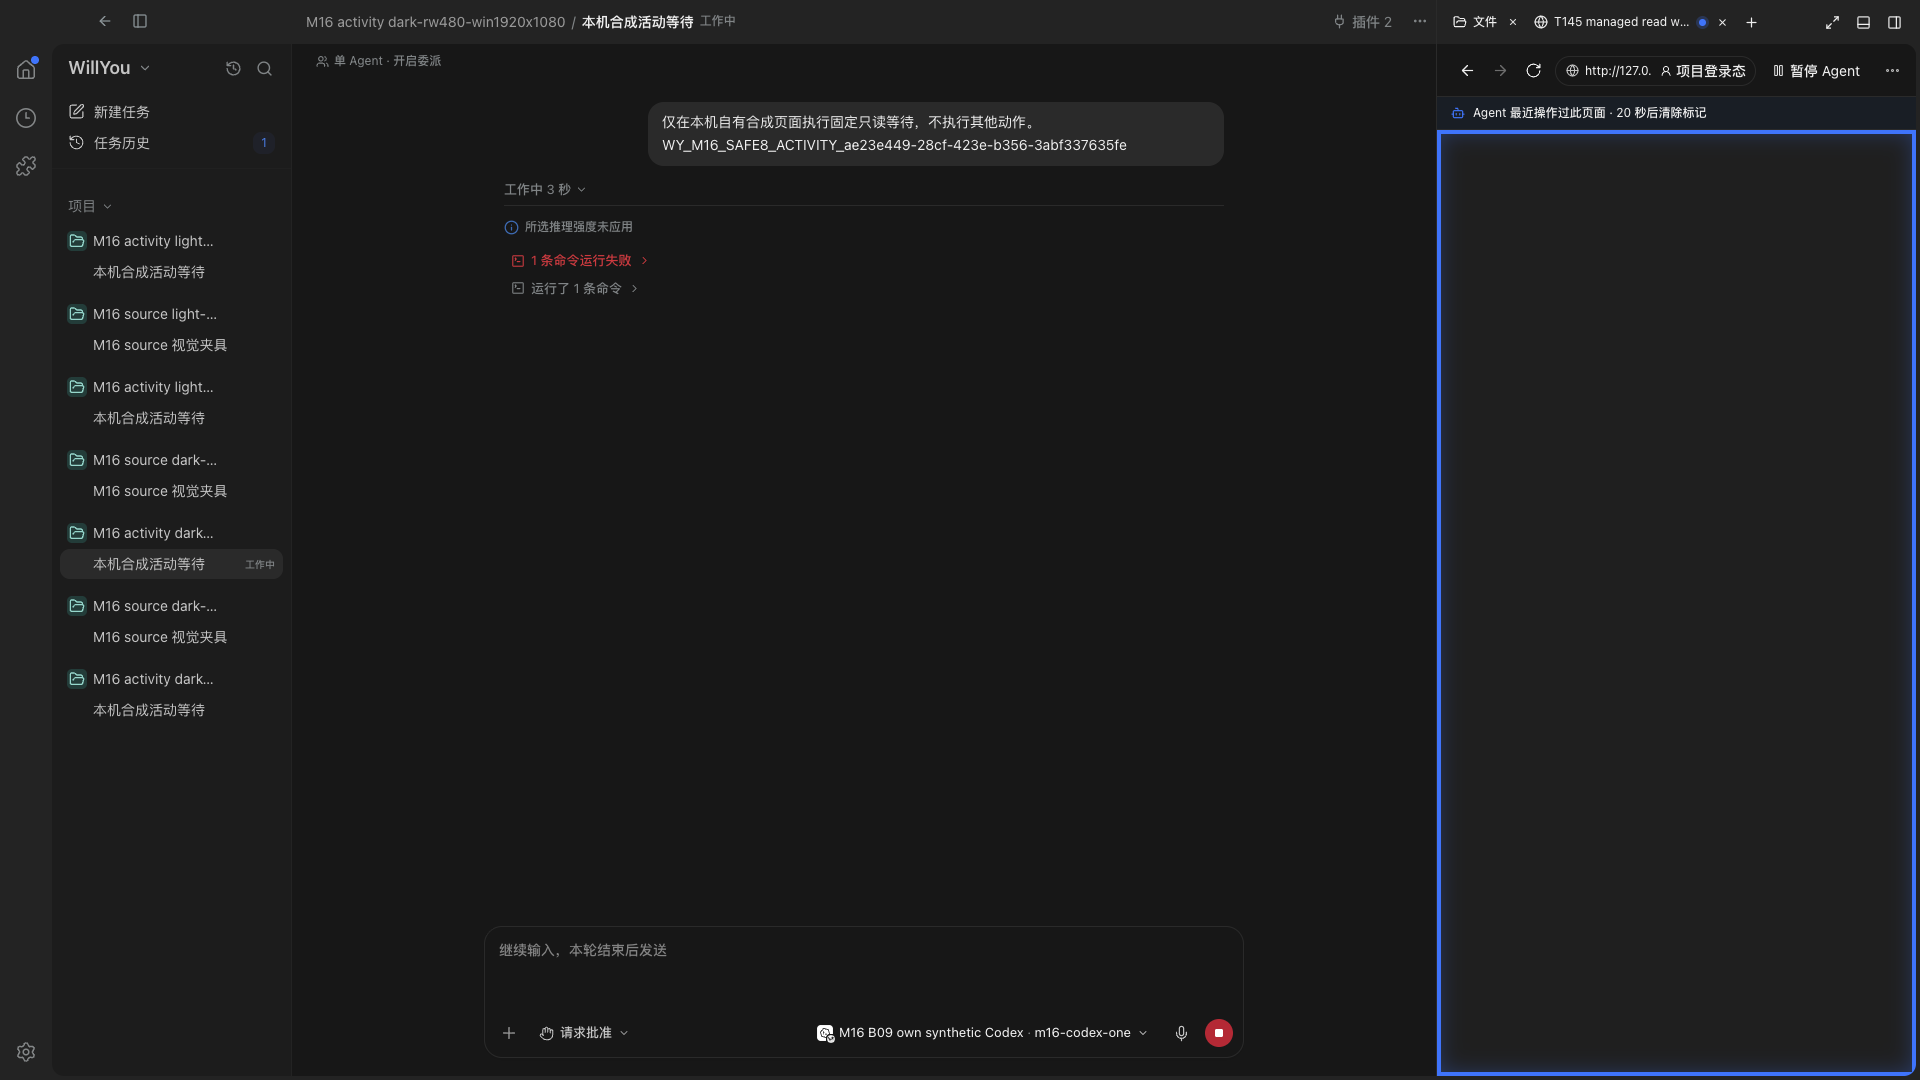 M16 activity dark-rw480-win1920x1080 / 本机合成活动等待 工作中
插件 2
文件
T145 managed read w...
WillYou
新建任务
任务历史 1
项目
M16 activity light...
本机合成活动等待
M16 source light-...
M16 source 视觉夹具
M16 activity light...
本机合成活动等待
M16 source dark-...
M16 source 视觉夹具
M16 activity dark...
本机合成活动等待 工作中
M16 source dark-...
M16 source 视觉夹具
M16 activity dark...
本机合成活动等待
单 Agent · 开启委派
仅在本机自有合成页面执行固定只读等待，不执行其他动作。
WY_M16_SAFE8_ACTIVITY_ae23e449-28cf-423e-b356-3abf337635fe
工作中 3 秒
所选推理强度未应用
1 条命令运行失败
运行了 1 条命令
继续输入，本轮结束后发送
请求批准
M16 B09 own synthetic Codex · m16-codex-one
http://127.0. 项目登录态
暂停 Agent
Agent 最近操作过此页面 · 20 秒后清除标记